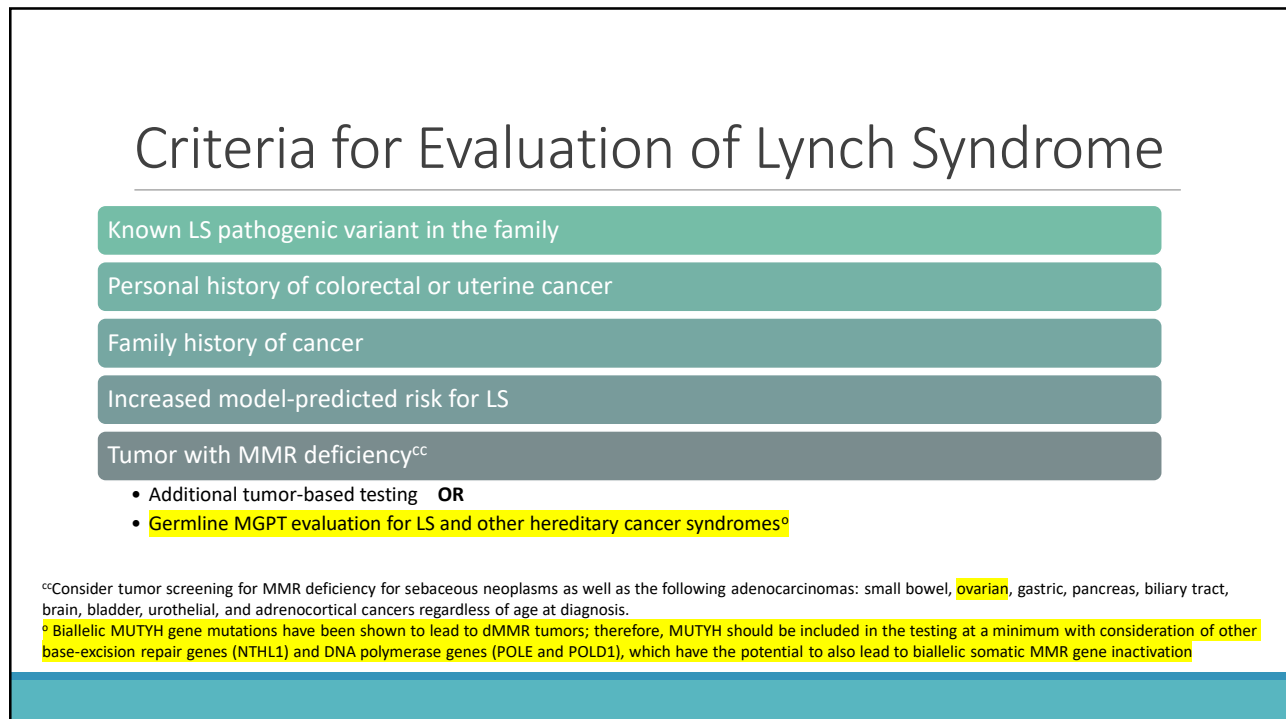 Criteria for Evaluation of Lynch Syndrome
Known LS pathogenic variant in the family
Personal history of colorectal or uterine cancer
Family history of cancer
Increased model-predicted risk for LS
Tumor with MMR deficiencycc
• Additional tumor-based testing OR
• Germline MGPT evaluation for LS and other hereditary cancer syndromeso
ccConsider tumor screening for MMR deficiency for sebaceous neoplasms as well as the following adenocarcinomas: small bowel, ovarian, gastric, pancreas, biliary tract,
brain, bladder, urothelial, and adrenocortical cancers regardless of age at diagnosis.
o Biallelic MUTYH gene mutations have been shown to lead to dMMR tumors; therefore, MUTYH should be included in the testing at a minimum with consideration of other
base-excision repair genes (NTHL1) and DNA polymerase genes (POLE and POLD1), which have the potential to also lead to biallelic somatic MMR gene inactivation